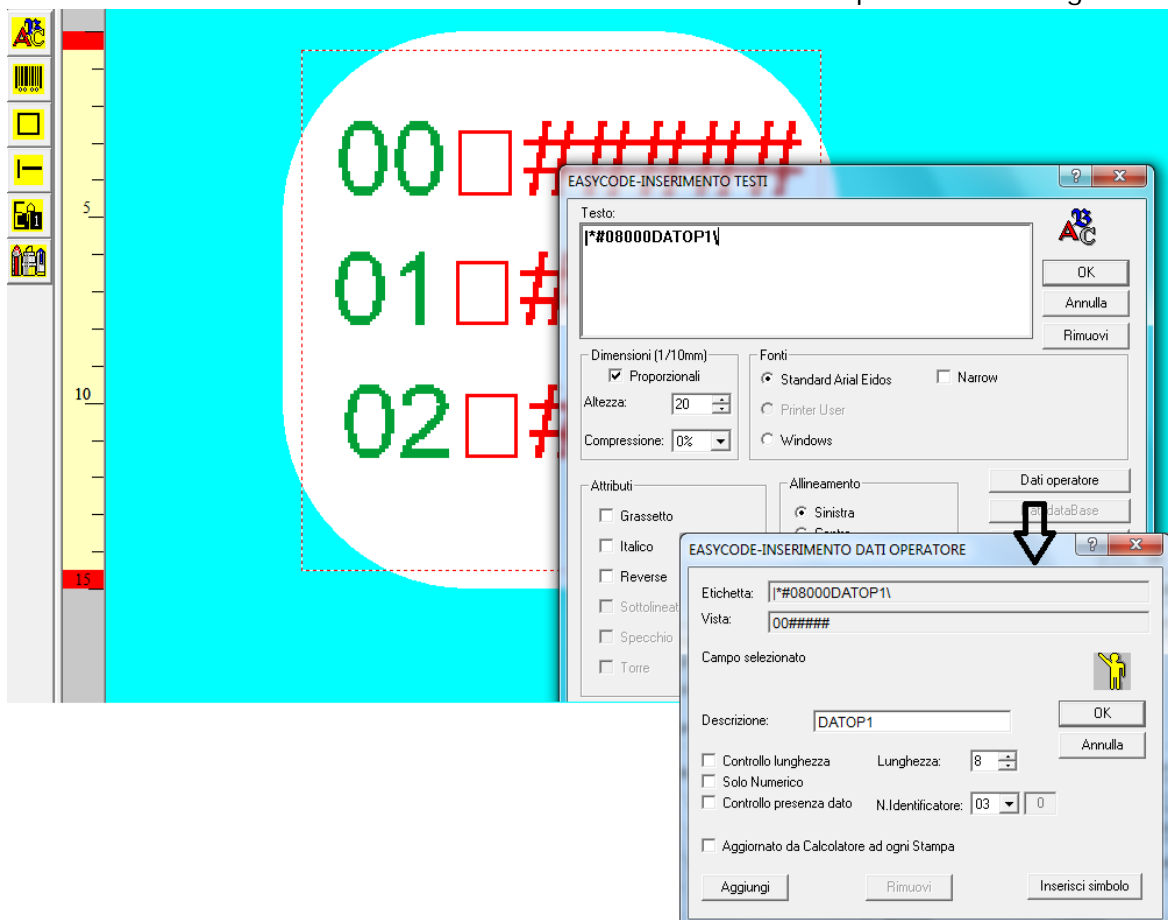 00□######
01□#
02□#
5
10
15
EASYCODE-INSERIMENTO TESTI
Testo:
|*#08000DATOP1\
OK
Annulla
Rimuovi
Dimensioni (1/10mm)
Proporzionali
Altezza: 20
Compressione: 0%
Fonti
Standard Arial Eidos
Narrow
Printer User
Windows
Attributi
Grassetto
Italico
Reverse
Specchio
Torre
Allineamento
Sinistra
Dati operatore
EASYCODE-INSERIMENTO DATI OPERATORE
Etichetta: |*#08000DATOP1\
Vista: 00#####
Campo selezionato
Descrizione: DATOP1
OK
Annulla
Controllo lunghezza
Lunghezza: 8
Solo Numerico
Controllo presenza dato
N.Identificatore: 03 0
Aggiornato da Calcolatore ad ogni Stampa
Aggiungi
Rimuovi
Inserisci simbolo